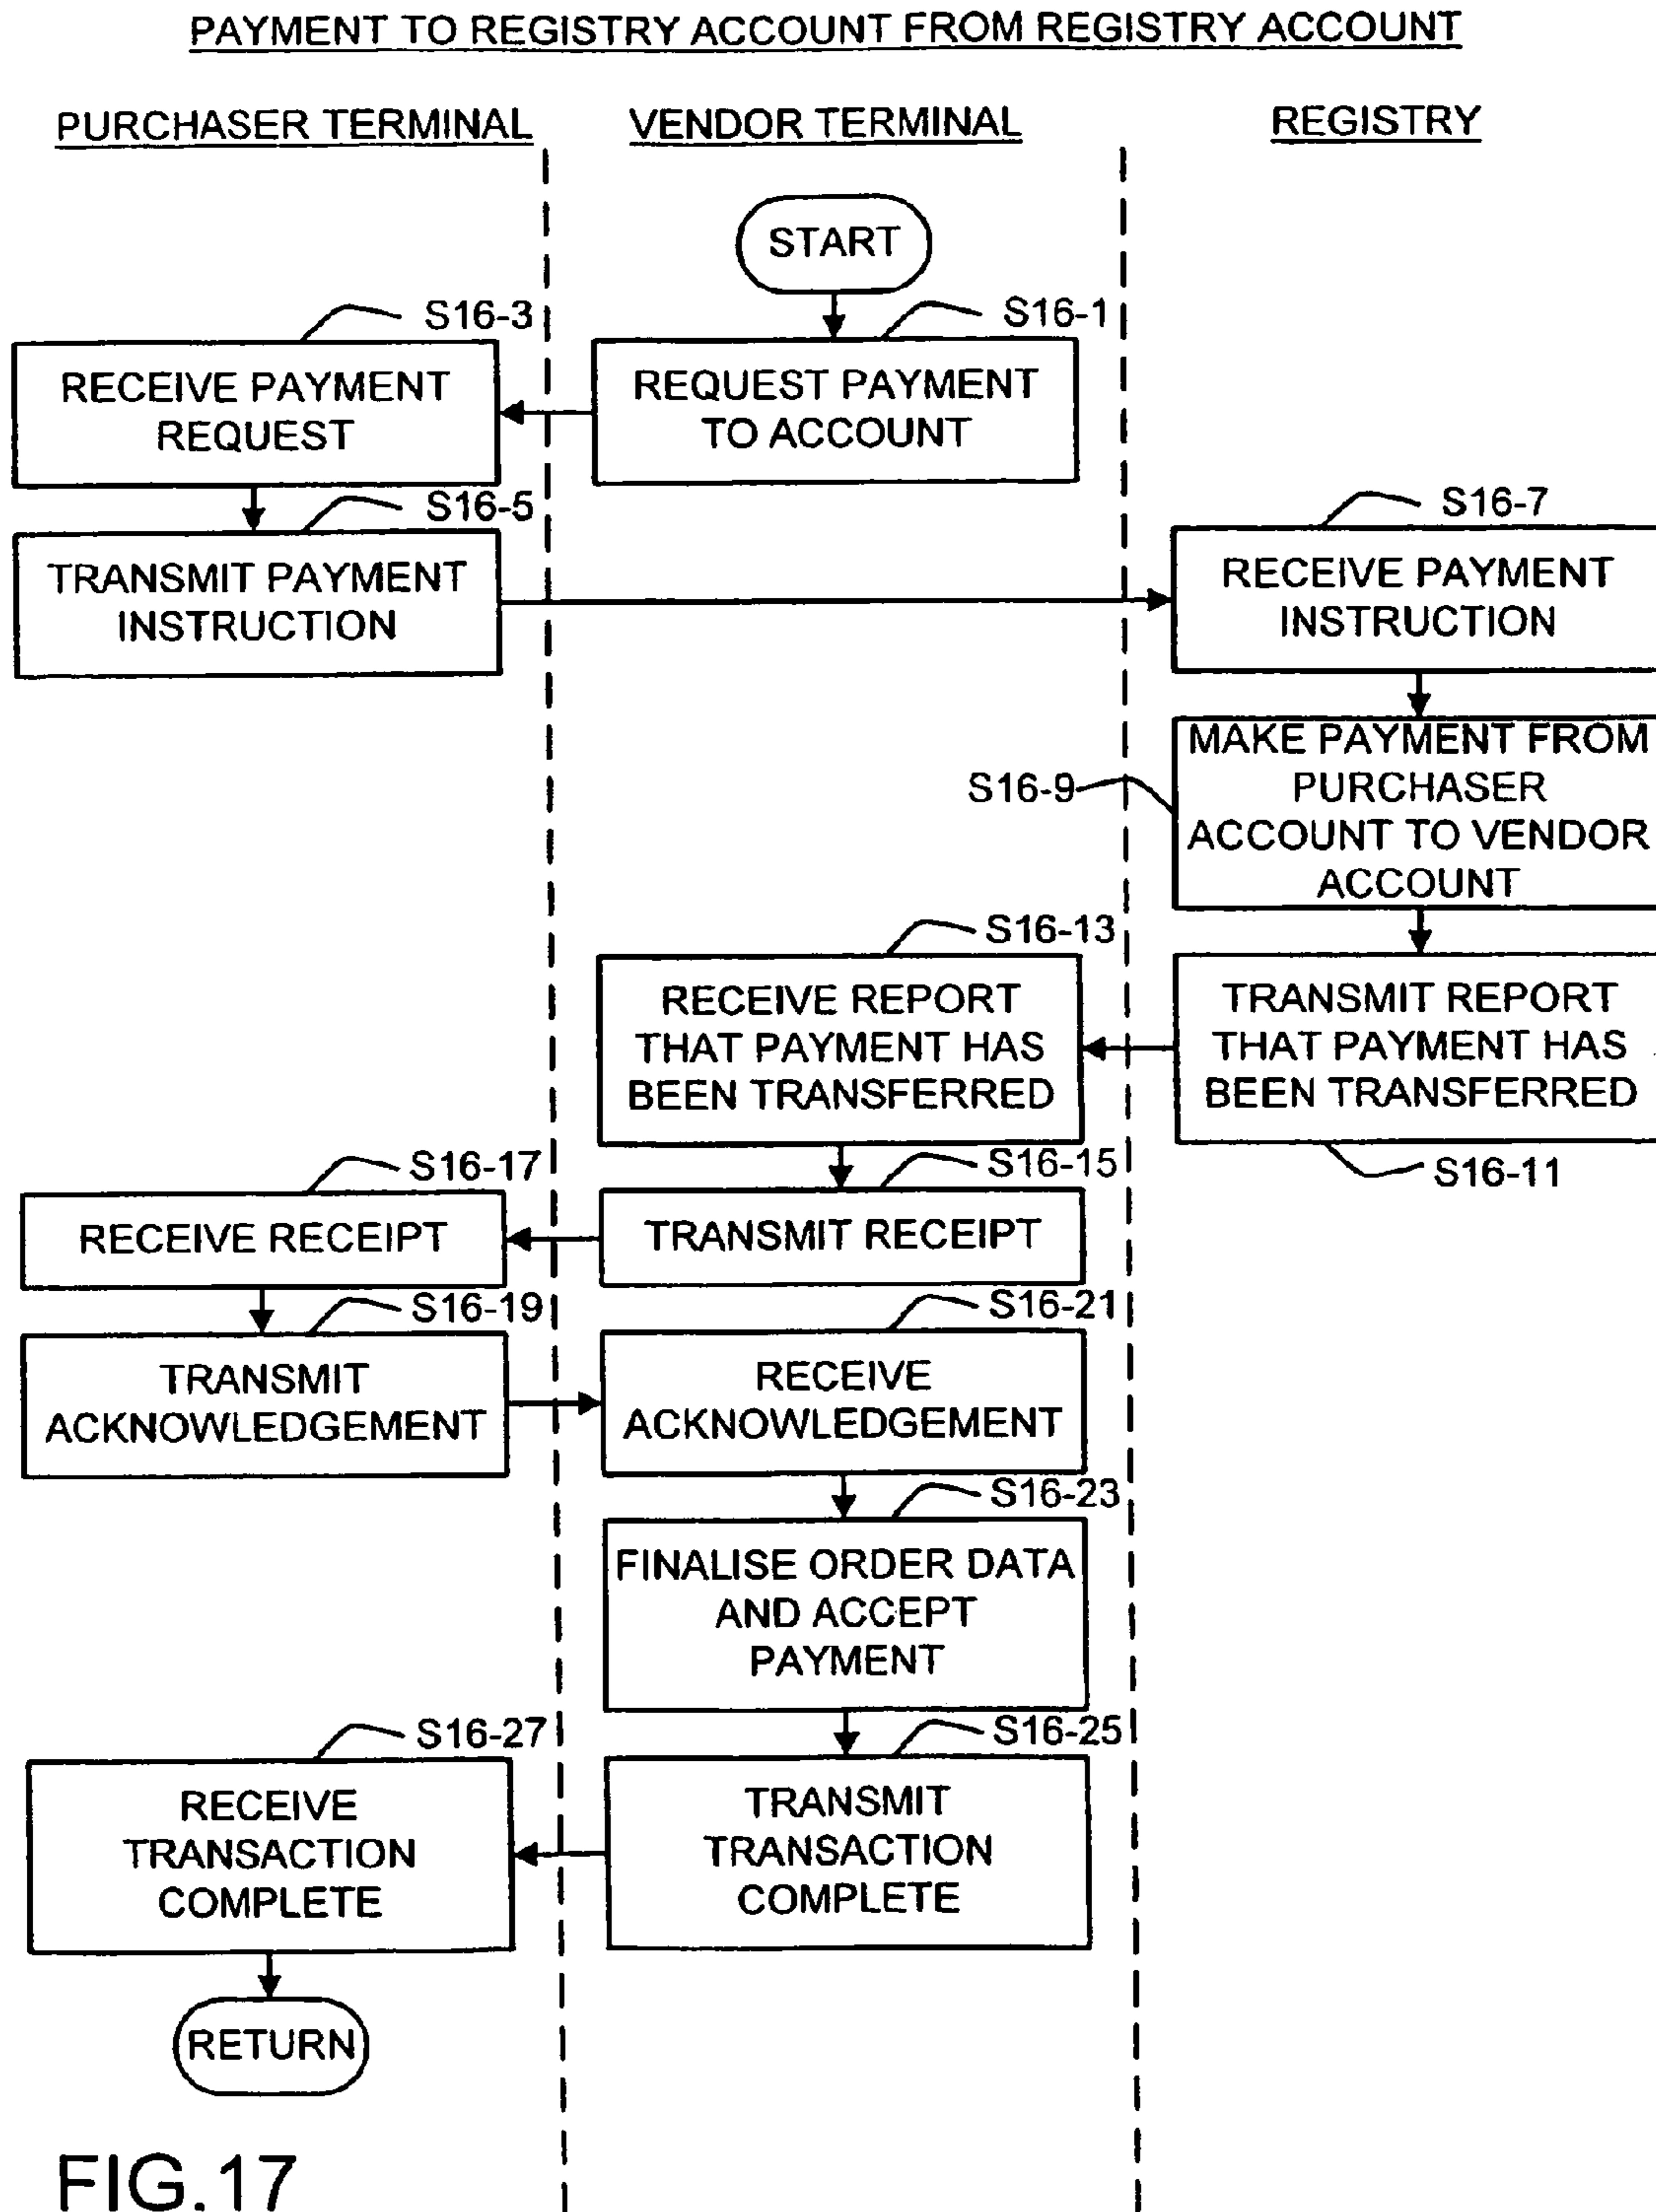 PAYMENT TO REGISTRY ACCOUNT FROM REGISTRY ACCOUNT
PURCHASER TERMINAL
VENDOR TERMINAL
REGISTRY
START
S16-3
S16-1
RECEIVE PAYMENT
REQUEST
REQUEST PAYMENT
TO ACCOUNT
S16-5
S16-7
TRANSMIT PAYMENT
INSTRUCTION
RECEIVE PAYMENT
INSTRUCTION
S16-9
MAKE PAYMENT FROM
PURCHASER
ACCOUNT TO VENDOR
ACCOUNT
S16-13
RECEIVE REPORT
THAT PAYMENT HAS
BEEN TRANSFERRED
TRANSMIT REPORT
THAT PAYMENT HAS
BEEN TRANSFERRED
S16-11
S16-17
S16-15
RECEIVE RECEIPT
TRANSMIT RECEIPT
S16-19
S16-21
TRANSMIT
ACKNOWLEDGEMENT
RECEIVE
ACKNOWLEDGEMENT
S16-23
FINALISE ORDER DATA
AND ACCEPT
PAYMENT
S16-27
S16-25
RECEIVE
TRANSACTION
COMPLETE
TRANSMIT
TRANSACTION
COMPLETE
RETURN
FIG.17